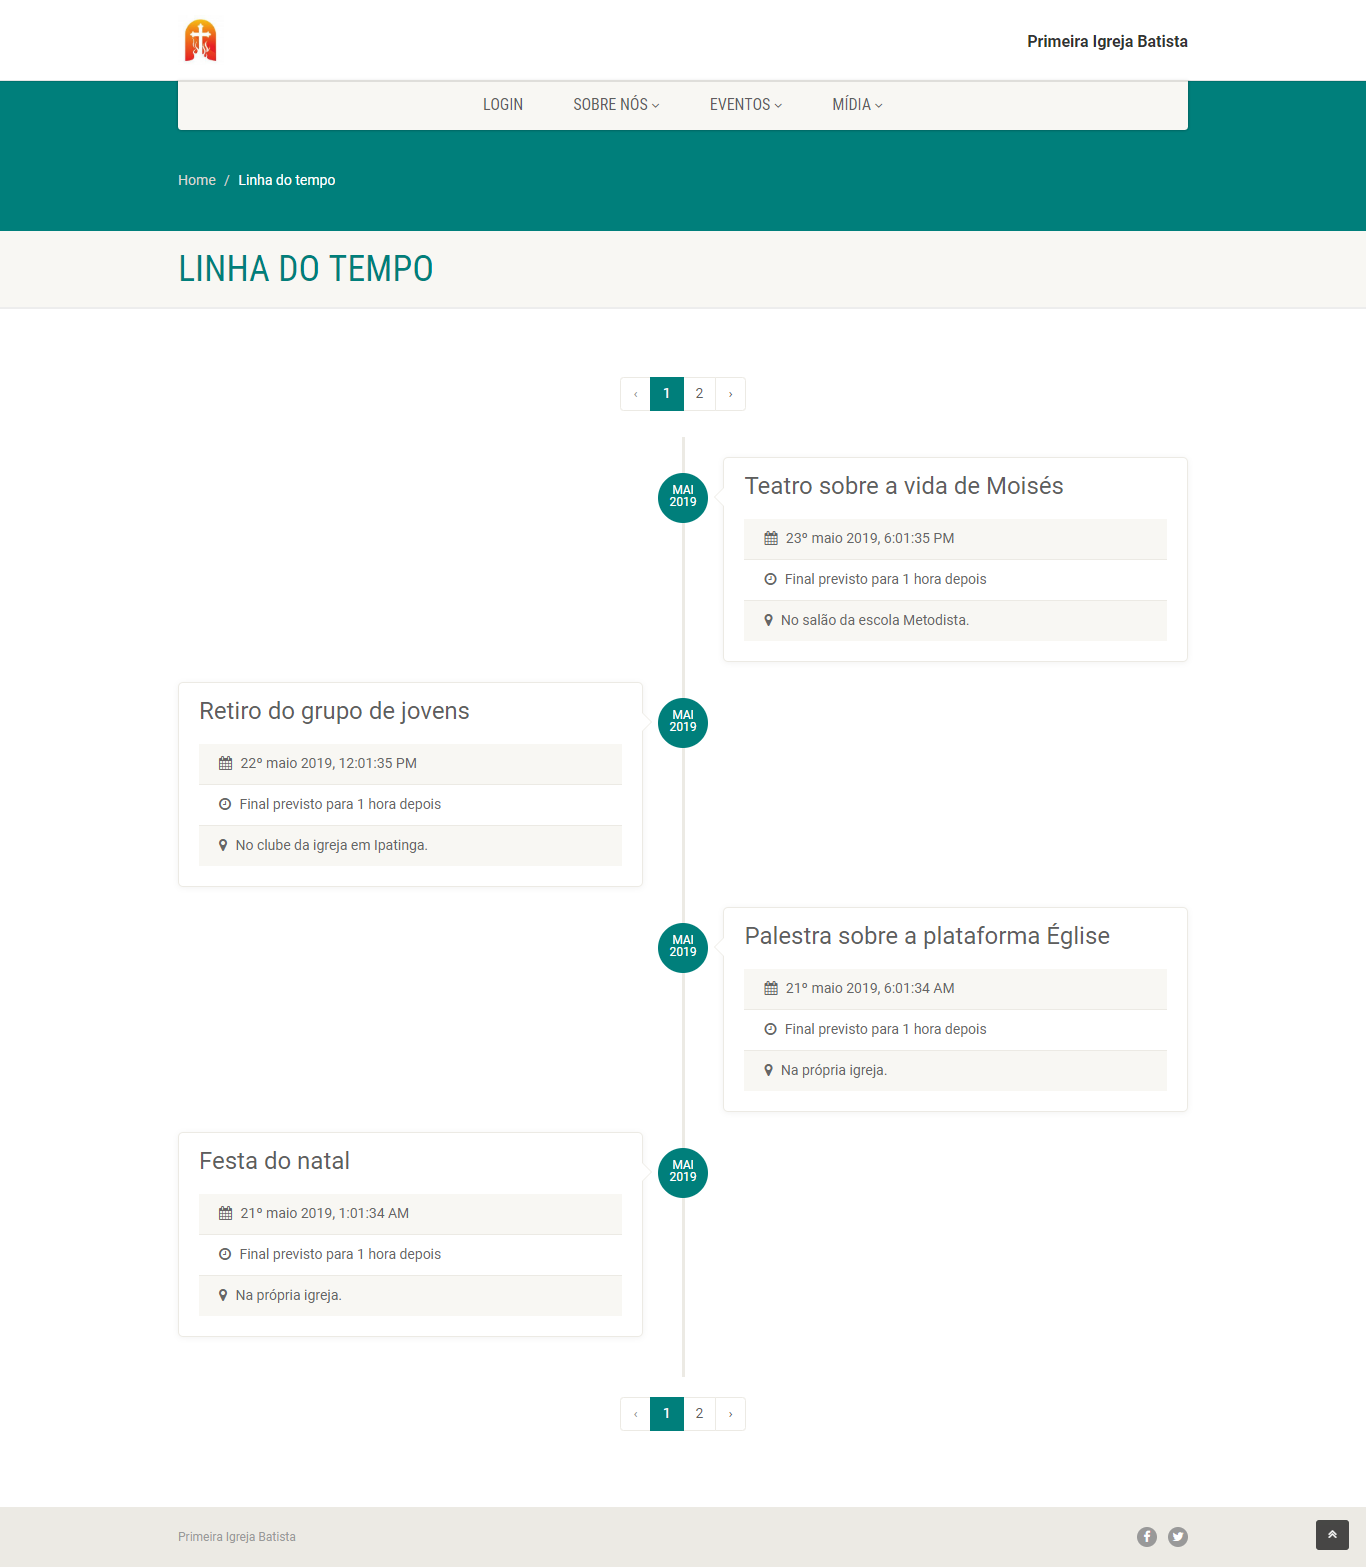 Primeira Igreja Batista
LOGIN SOBRE NÓS EVENTOS MÍDIA
Home / Linha do tempo
LINHA DO TEMPO
‹ 1 2 ›
MAI
2019
Teatro sobre a vida de Moisés
23º maio 2019, 6:01:35 PM
Final previsto para 1 hora depois
No salão da escola Metodista.
Retiro do grupo de jovens
22º maio 2019, 12:01:35 PM
Final previsto para 1 hora depois
No clube da igreja em Ipatinga.
MAI
2019
MAI
2019
Palestra sobre a plataforma Église
21º maio 2019, 6:01:34 AM
Final previsto para 1 hora depois
Na própria igreja.
Festa do natal
21º maio 2019, 1:01:34 AM
Final previsto para 1 hora depois
Na própria igreja.
MAI
2019
‹ 1 2 ›
Primeira Igreja Batista